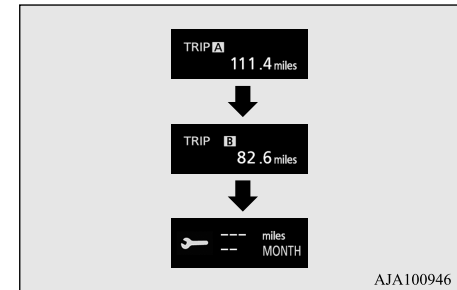 TRIP A
111.4 miles
TRIP B
82.6 miles
--- miles
-- MONTH
AJA100946